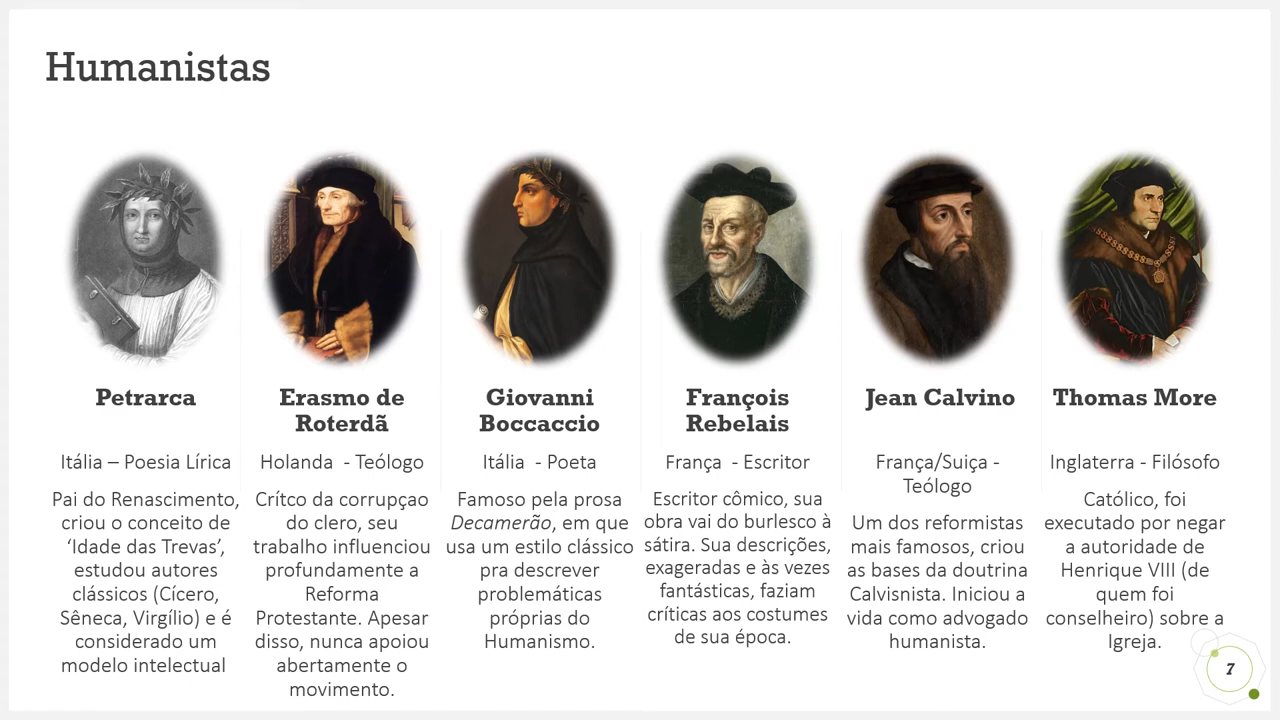 Humanistas
Petrarca
Itália – Poesia Lírica
Pai do Renascimento,
criou o conceito de
‘Idade das Trevas’,
estudou autores
clássicos (Cícero,
Sêneca, Virgílio) e é
considerado um
modelo intelectual
Erasmo de
Roterdã
Holanda  - Teólogo
Crítco da corrupçao
do clero, seu
trabalho influenciou
profundamente a
Reforma
Protestante. Apesar
disso, nunca apoiou
abertamente o
movimento.
Giovanni
Boccaccio
Itália  - Poeta
Famoso pela prosa
Decamerão, em que
usa um estilo clássico
pra descrever
problemáticas
próprias do
Humanismo.
François
Rebelais
França  - Escritor
Escritor cômico, sua
obra vai do burlesco à
sátira. Sua descrições,
exageradas e às vezes
fantásticas, faziam
críticas aos costumes
de sua época.
Jean Calvino
França/Suiça -
Teólogo
Um dos reformistas
mais famosos, criou
as bases da doutrina
Calvisnista. Iniciou a
vida como advogado
humanista.
Thomas More
Inglaterra - Filósofo
Católico, foi
executado por negar
a autoridade de
Henrique VIII (de
quem foi
conselheiro) sobre a
Igreja.
7